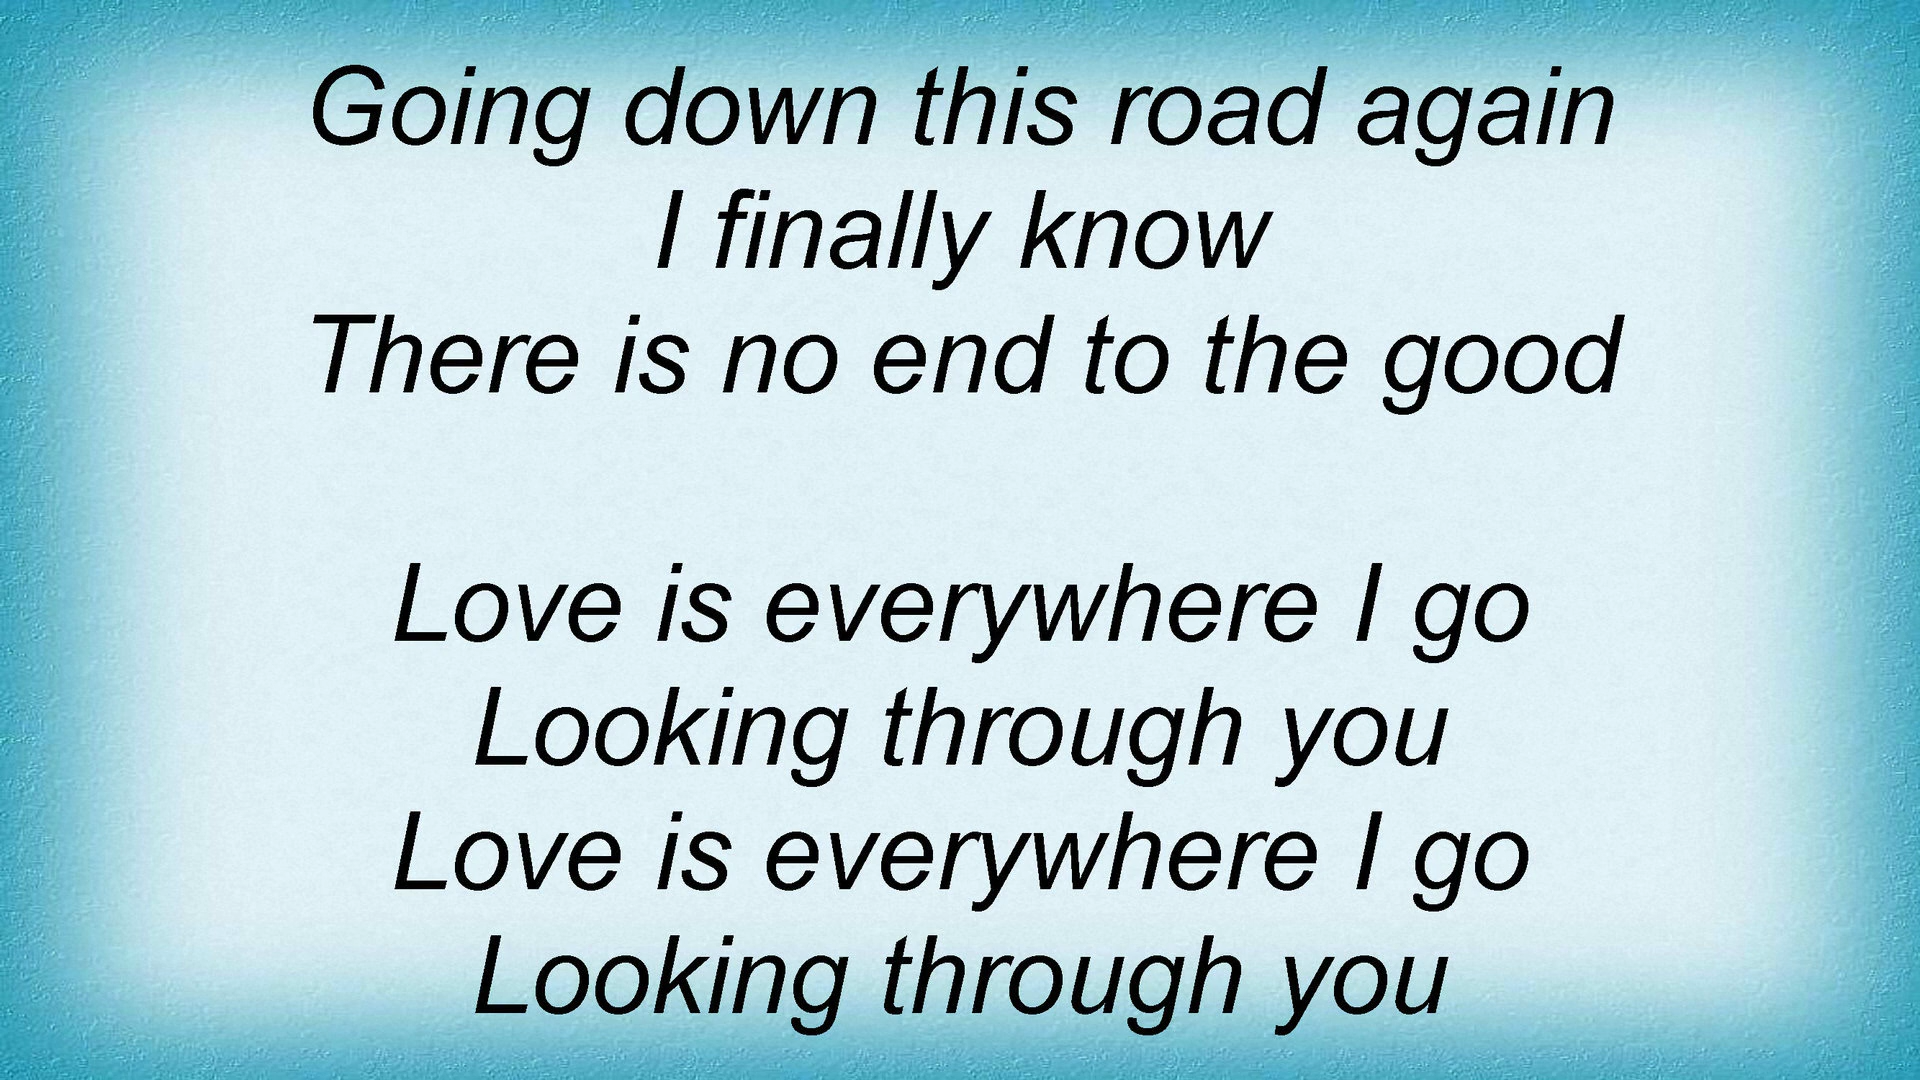 Going down this road again
I finally know
There is no end to the good
Love is everywhere I go
Looking through you
Love is everywhere I go
Looking through you